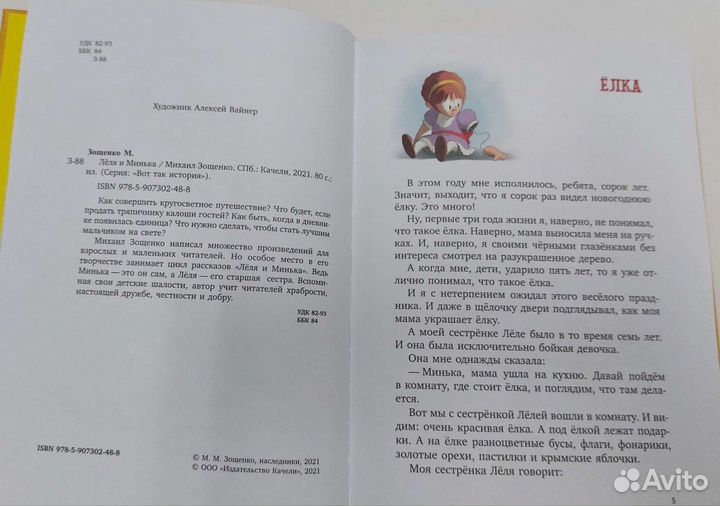 УДК 82-93
ББК 84
З-88
Художник Алексей Вайнер
Зощенко М.
З-88 Лёля и Минька / Михаил Зощенко. СПб.: Качели, 2021. 80 с.;
ил. (Серия: «Вот так история»).
ISBN 978-5-907302-48-8
Как совершить кругосветное путешествие? Что будет, если
продать тряпичнику калоши гостей? Как быть, когда в дневни-
ке появилась единица? Что нужно сделать, чтобы стать лучшим
мальчиком на свете?
Михаил Зощенко написал множество произведений для
взрослых и маленьких читателей. Но особое место в его
творчестве занимает цикл рассказов «Лёля и Минька». Ведь
Минька — это он сам, а Лёля — его старшая сестра. Вспоми-
ная свои детские шалости, автор учит читателей храбрости,
настоящей дружбе, честности и добру.
УДК 82-93
ББК 84
ISBN 978-5-907302-48-8
© М. М. Зощенко, наследники, 2021
© ООО «Издательство Качели», 2021
ЁЛКА
В этом году мне исполнилось, ребята, сорок лет.
Значит, выходит, что я сорок раз видел новогоднюю
ёлку. Это много!
Ну, первые три года жизни я, наверно, не понимал,
что такое ёлка. Наверно, мама выносила меня на руч-
ках. И, наверно, я своими чёрными глазёнками без
интереса смотрел на разукрашенное дерево.
А когда мне, дети, ударило пять лет, то я уже от-
лично понимал, что такое ёлка.
И я с нетерпением ожидал этого весёлого празд-
ника. И даже в щёлочку двери подглядывал, как моя
мама украшает ёлку.
А моей сестрёнке Лёле было в то время семь лет.
И она была исключительно бойкая девочка.
Она мне однажды сказала:
— Минька, мама ушла на кухню. Давай пойдём
в комнату, где стоит ёлка, и поглядим, что там
делается.
Вот мы с сестрёнкой Лёлей вошли в комнату. И ви-
дим: очень красивая ёлка. А под ёлкой лежат подар-
ки. А на ёлке разноцветные бусы, флаги, фонарики,
золотые орехи, пастилки и крымские яблочки.
Моя сестрёнка Лёля говорит:
5
Avito